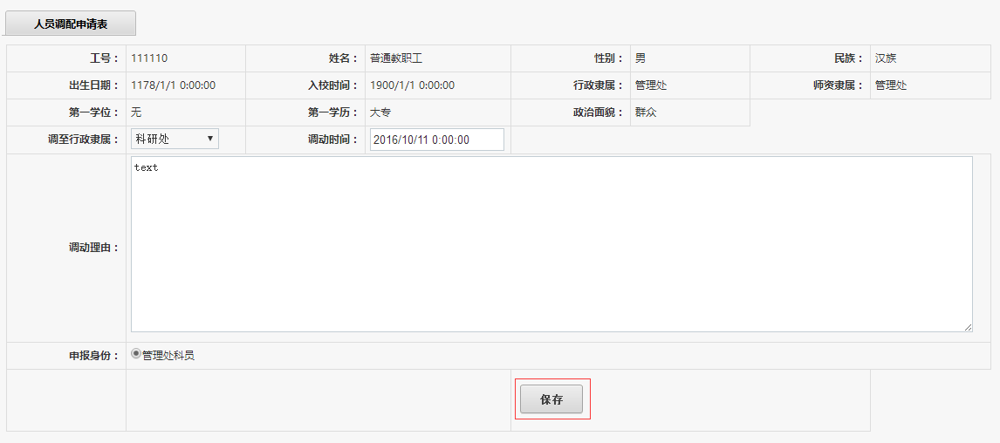 人员调配申请表
工号： 111110 姓名： 普通教职工 性别： 男 民族： 汉族
出生日期： 1178/1/1 0:00:00 入校时间： 1900/1/1 0:00:00 行政隶属： 管理处 师资隶属： 管理处
第一学位： 无 第一学历： 大专 政治面貌： 群众
调至行政隶属： 科研处 调动时间： 2016/10/11 0:00:00
text
调动理由：
申报身份： 管理处科员
保存